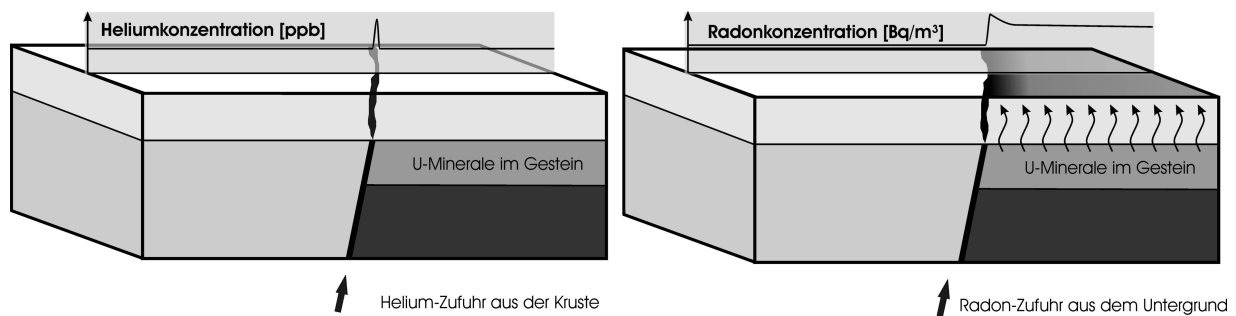 Heliumkonzentration [ppb]
U-Minerale im Gestein
Helium-Zufuhr aus der Kruste
Radonkonzentration [Bq/m³]
U-Minerale im Gestein
Radon-Zufuhr aus dem Untergrund